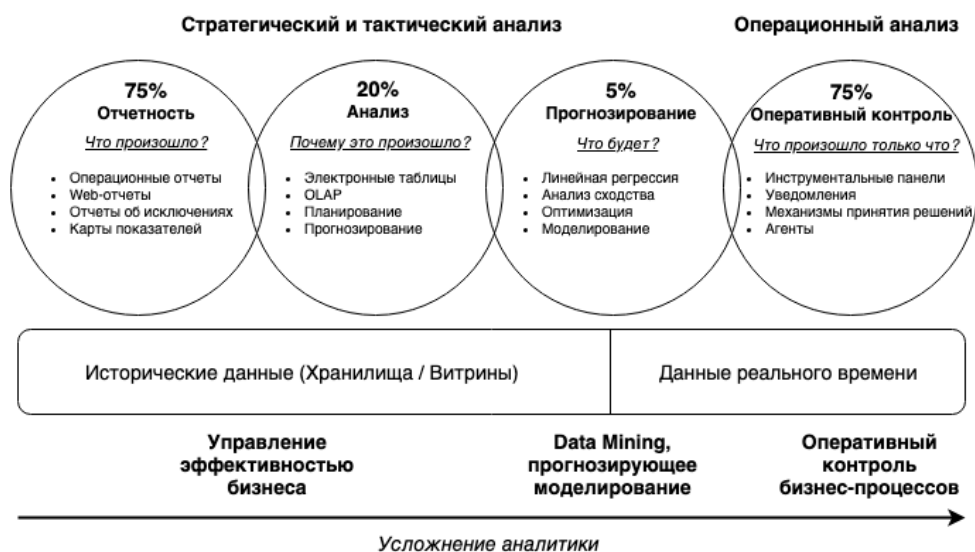 Стратегический и тактический анализ
Операционный анализ
75%
Отчетность
Что произошло?
• Операционные отчеты
• Web-отчеты
• Отчеты об исключениях
• Карты показателей
20%
Анализ
Почему это произошло?
• Электронные таблицы
• OLAP
• Планирование
• Прогнозирование
5%
Прогнозирование
Что будет?
• Линейная регрессия
• Анализ сходства
• Оптимизация
• Моделирование
75%
Оперативный контроль
Что произошло только что?
• Инструментальные панели
• Уведомления
• Механизмы принятия решений
• Агенты
Исторические данные (Хранилища / Витрины)
Данные реального времени
Управление
эффективностью
бизнеса
Data Mining,
прогнозирующее
моделирование
Оперативный
контроль
бизнес-процессов
Усложнение аналитики